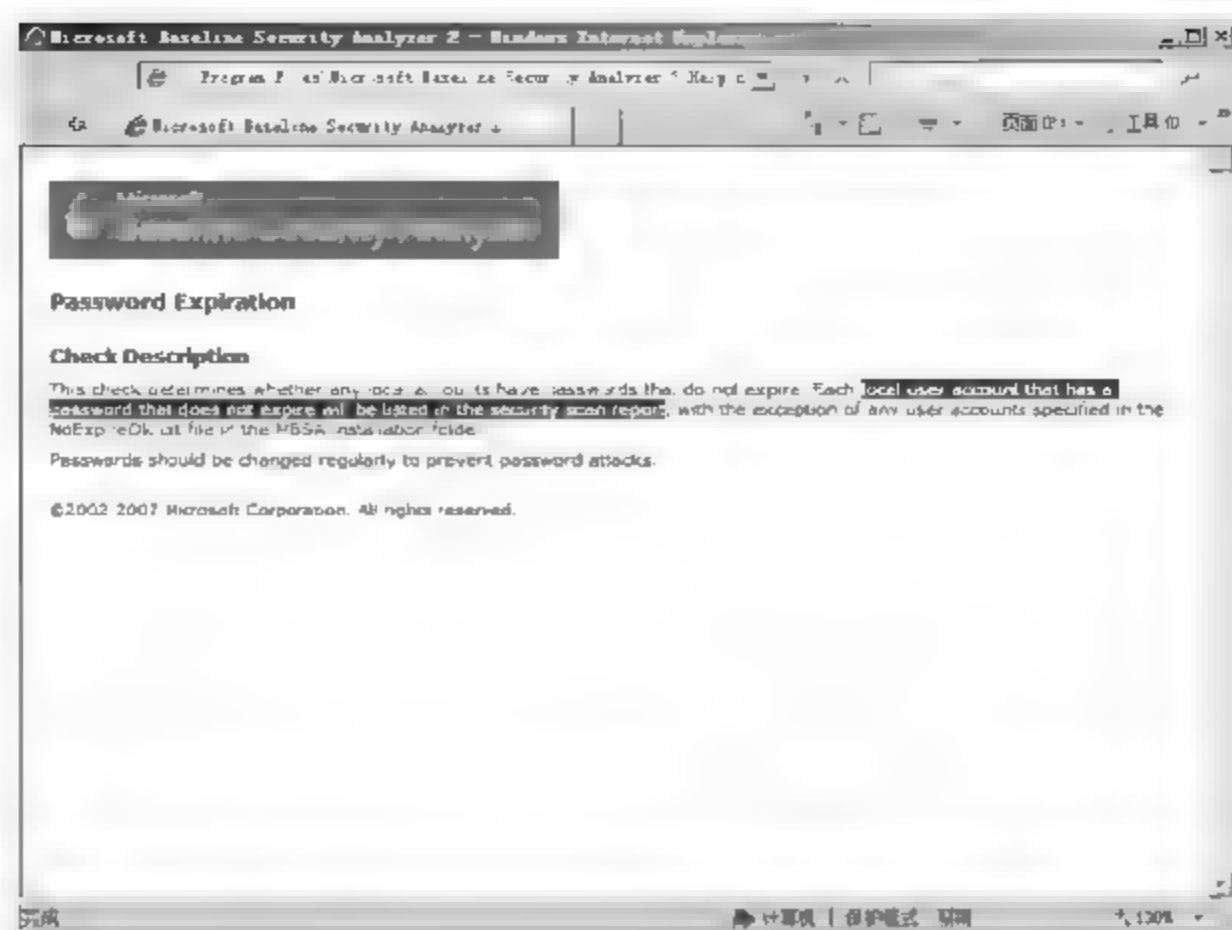 Microsoft Baseline Security Analyzer 2 - Windows Internet
Microsoft Baseline Security Analyzer
页面(P) 工具(O)
Microsoft
Password Expiration
Check Description
This check determines whether any local accounts have passwords that do not expire. Each local user account that has a
password that does not expire will be listed in the security scan report, with the exception of any user accounts specified in the
file in the MBSA installation folder
Passwords should be changed regularly to prevent password attacks.
©2002 2007 Microsoft Corporation. All rights reserved.
完成 计算机 | 保护模式